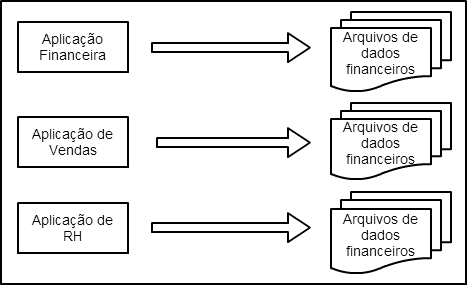 Aplicação
Financeira
Arquivos de
dados
financeiros
Aplicação de
Vendas
Arquivos de
dados
financeiros
Aplicação de
RH
Arquivos de
dados
financeiros